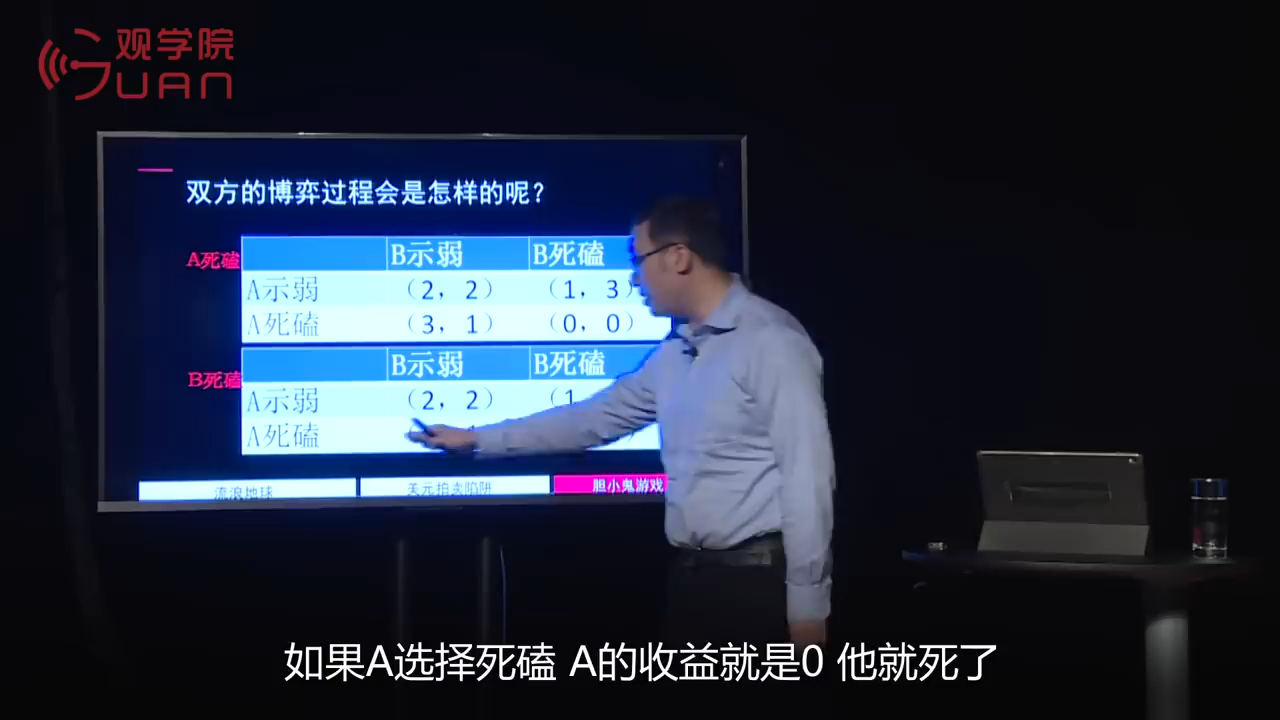 观学院
GUAN
双方的博弈过程会是怎样的呢？
A死磕
B示弱 B死磕
A示弱 （2，2） （1，3）
A死磕 （3，1） （0，0）
B死磕
B示弱 B死磕
A示弱 （2，2） （1，
A死磕
流浪地球 美元拍卖陷阱 胆小鬼游戏
如果A选择死磕 A的收益就是0 他就死了